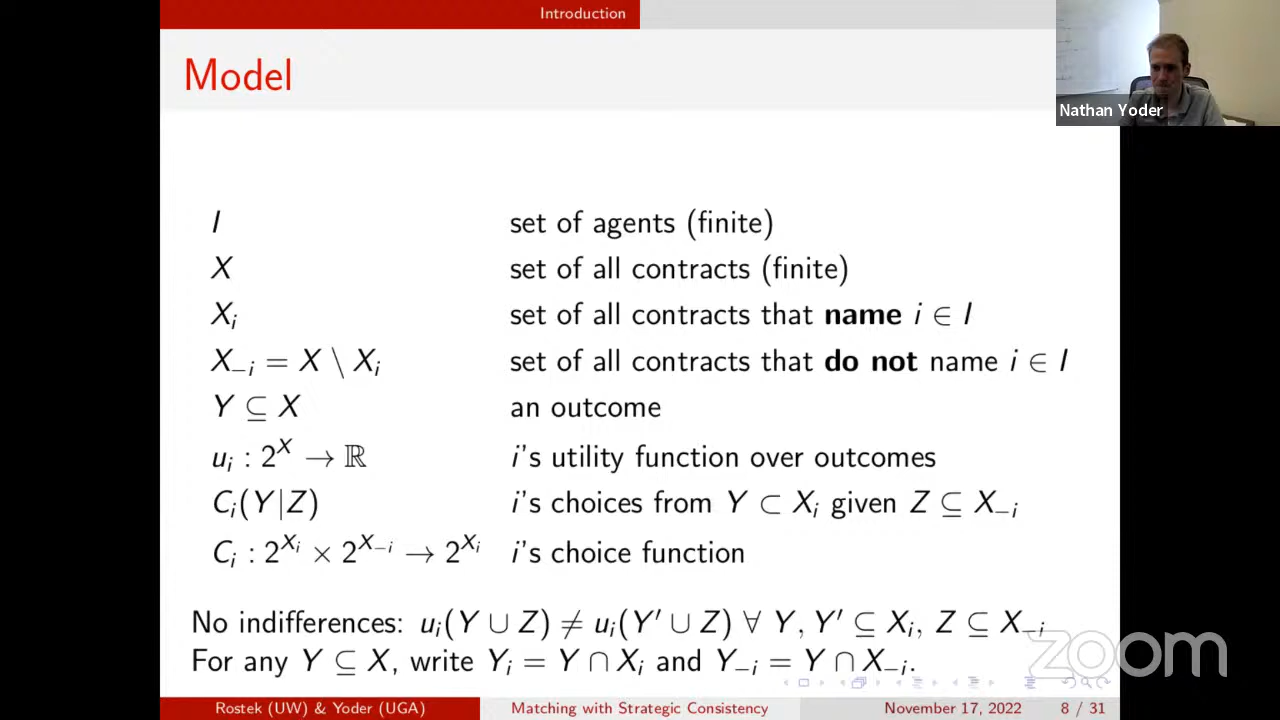 Introduction
Model
Nathan Yoder
I set of agents (finite)
X set of all contracts (finite)
X_i set of all contracts that name i ∈ I
X_{−i} = X \ X_i set of all contracts that do not name i ∈ I
Y ⊆ X an outcome
u_i : 2^X → ℝ i's utility function over outcomes
C_i(Y|Z) i's choices from Y ⊂ X_i given Z ⊆ X_{−i}
C_i : 2^{X_i} × 2^{X_{−i}} → 2^{X_i} i's choice function
No indifferences: u_i(Y ∪ Z) ≠ u_i(Y′ ∪ Z) ∀ Y, Y′ ⊆ X_i, Z ⊆ X_{−i}
For any Y ⊆ X, write Y_i = Y ∩ X_i and Y_{−i} = Y ∩ X_{−i}.
zoom
Rostek (UW) & Yoder (UGA) Matching with Strategic Consistency November 17, 2022 8 / 31